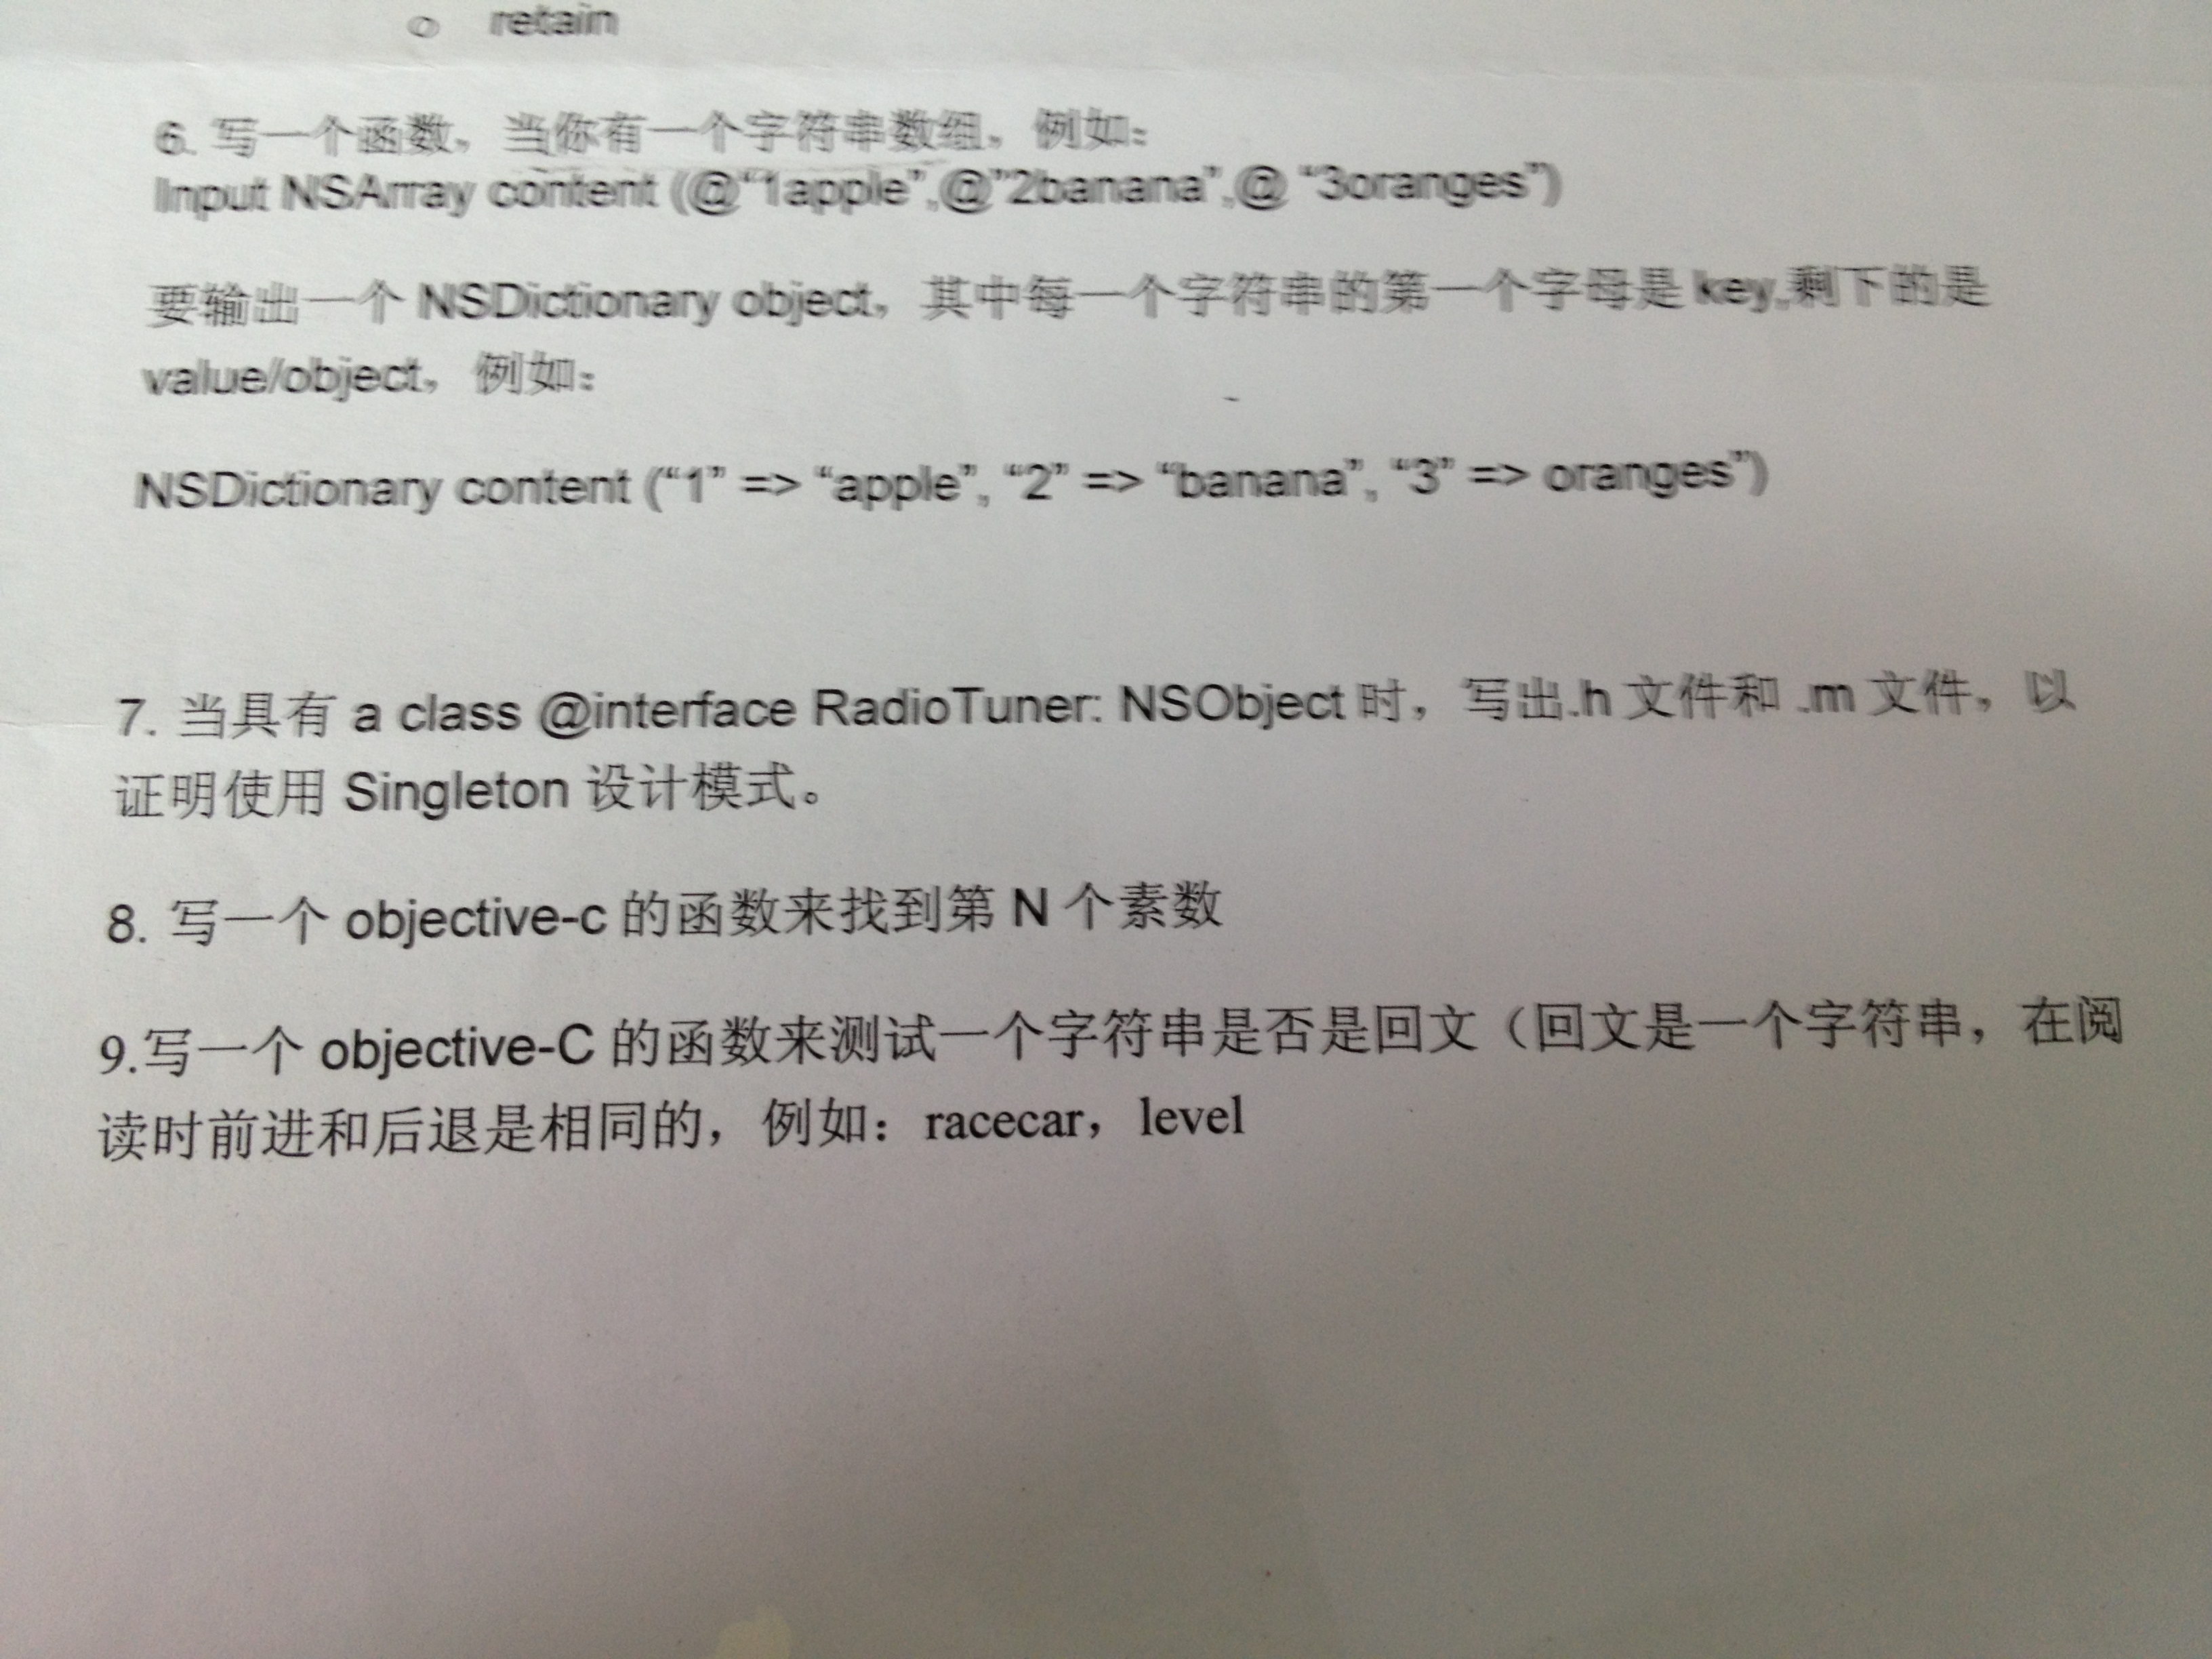 o retain
6. 写一个函数，当你有一个字符串数组，例如：
Input NSArray content (@“1apple”,@”2banana”,@ “3oranges”)
要输出一个 NSDictionary object，其中每一个字符串的第一个字母是 key,剩下的是
value/object，例如：
NSDictionary content (“1” => “apple”, “2” => “banana”, “3” => oranges”)
7. 当具有 a class @interface RadioTuner: NSObject 时，写出.h 文件和 .m 文件，以
证明使用 Singleton 设计模式。
8. 写一个 objective-c 的函数来找到第 N 个素数
9.写一个 objective-C 的函数来测试一个字符串是否是回文（回文是一个字符串，在阅
读时前进和后退是相同的，例如：racecar，level